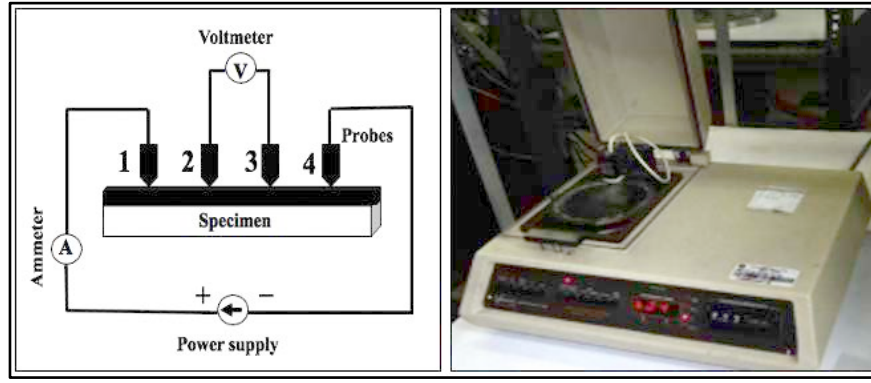 Voltmeter
V
Probes
1 2 3 4
Specimen
Ammeter
A
+ −
Power supply